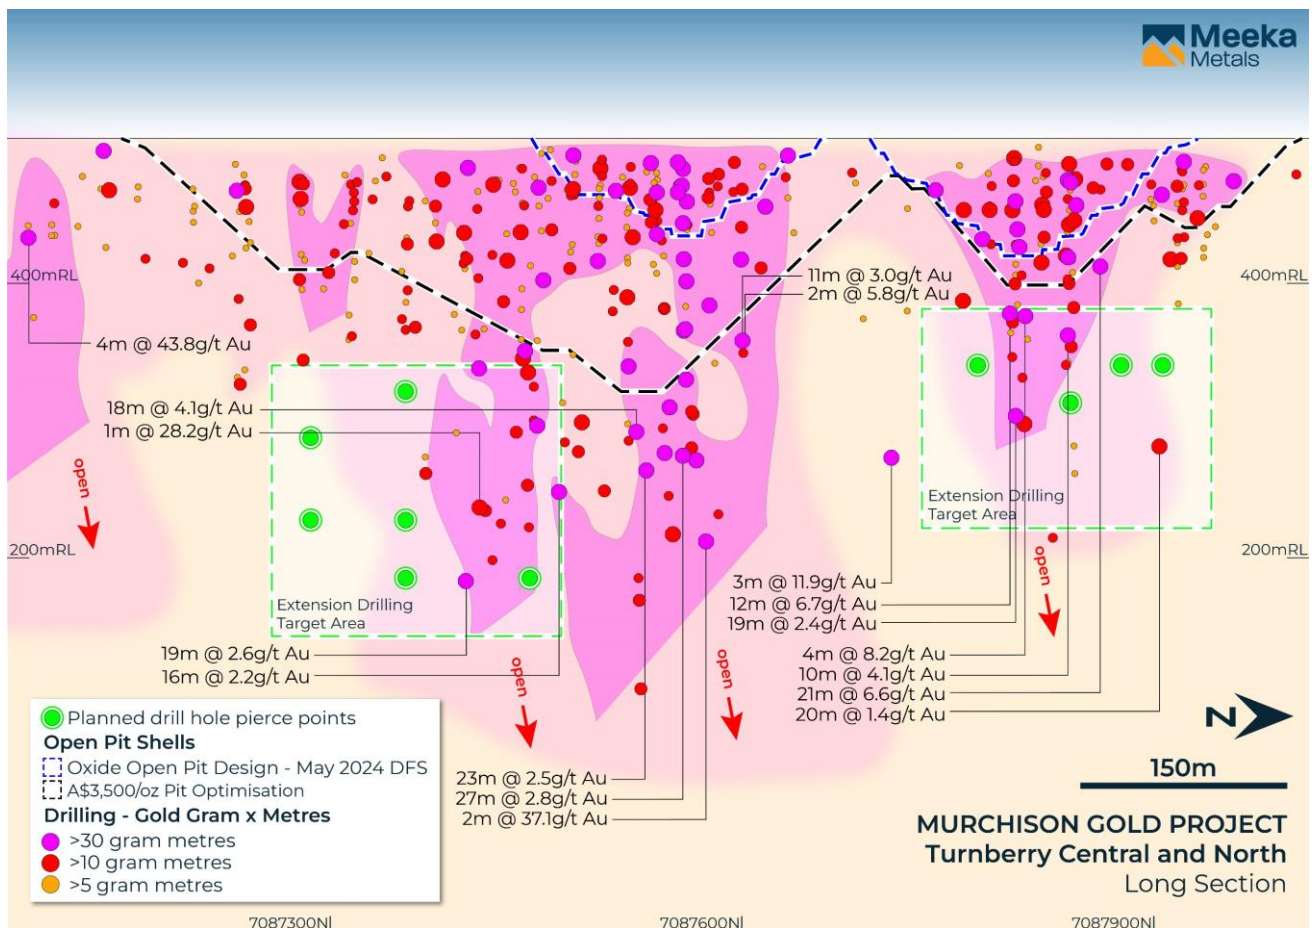 Meeka
Metals
400mRL
400mRL
11m @ 3.0g/t Au
2m @ 5.8g/t Au
4m @ 43.8g/t Au
18m @ 4.1g/t Au
1m @ 28.2g/t Au
open
Extension Drilling
Target Area
200mRL
200mRL
open
3m @ 11.9g/t Au
12m @ 6.7g/t Au
19m @ 2.4g/t Au
Extension Drilling
Target Area
19m @ 2.6g/t Au
16m @ 2.2g/t Au
open
open
4m @ 8.2g/t Au
10m @ 4.1g/t Au
21m @ 6.6g/t Au
20m @ 1.4g/t Au
Planned drill hole pierce points
Open Pit Shells
Oxide Open Pit Design - May 2024 DFS
A$3,500/oz Pit Optimisation
Drilling - Gold Gram x Metres
>30 gram metres
>10 gram metres
>5 gram metres
23m @ 2.5g/t Au
27m @ 2.8g/t Au
2m @ 37.1g/t Au
N
150m
MURCHISON GOLD PROJECT
Turnberry Central and North
Long Section
7087300Nl
7087600Nl
7087900Nl